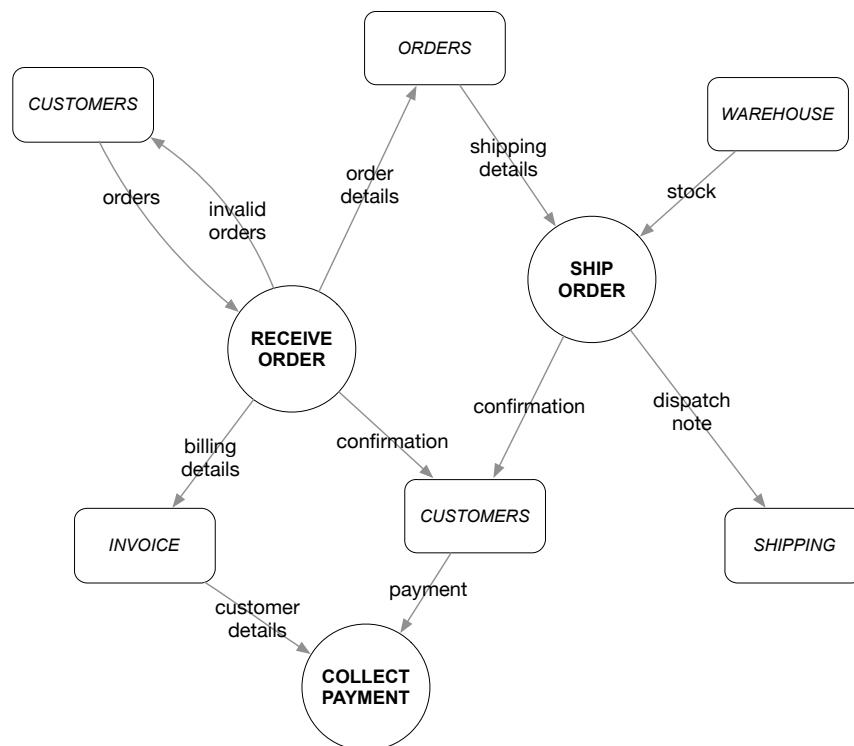 ORDERS
CUSTOMERS
WAREHOUSE
shipping
details
order
details
orders
invalid
orders
stock
SHIP
ORDER
RECEIVE
ORDER
confirmation
dispatch
note
billing
details
confirmation
CUSTOMERS
INVOICE
SHIPPING
payment
customer
details
COLLECT
PAYMENT